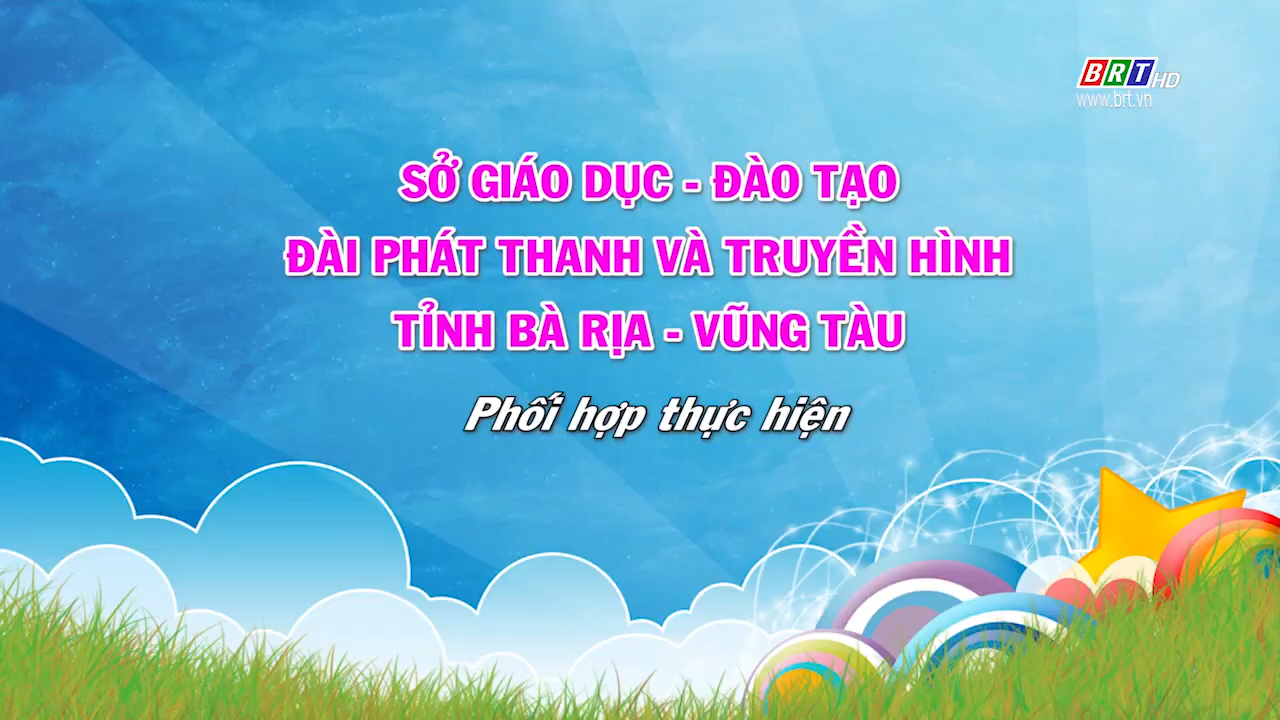 BRT HD
www.brt.vn
SỞ GIÁO DỤC - ĐÀO TẠO
ĐÀI PHÁT THANH VÀ TRUYỀN HÌNH
TỈNH BÀ RỊA - VŨNG TÀU
Phối hợp thực hiện